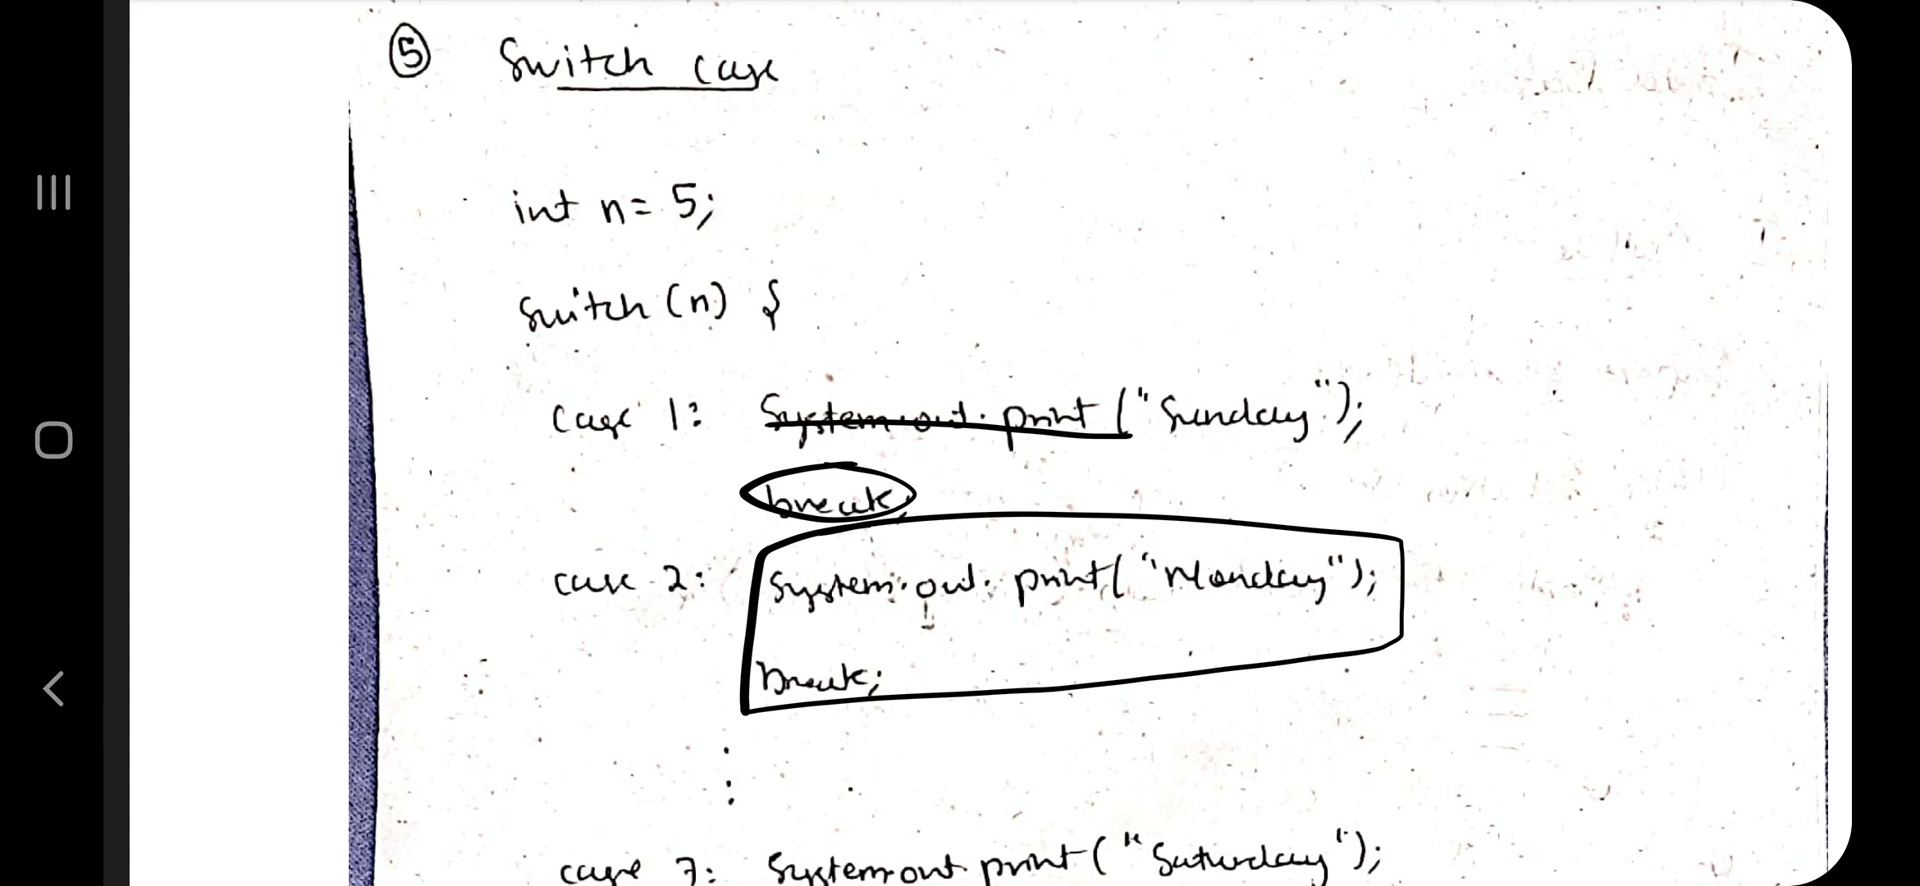 ⑤ Switch case
int n= 5;
switch (n) {
case 1: System.out.print ("Sunday");
break;
case 2: System.out.print( "Monday");
break;
:
:
case 7: System.out.print ( "Saturday");